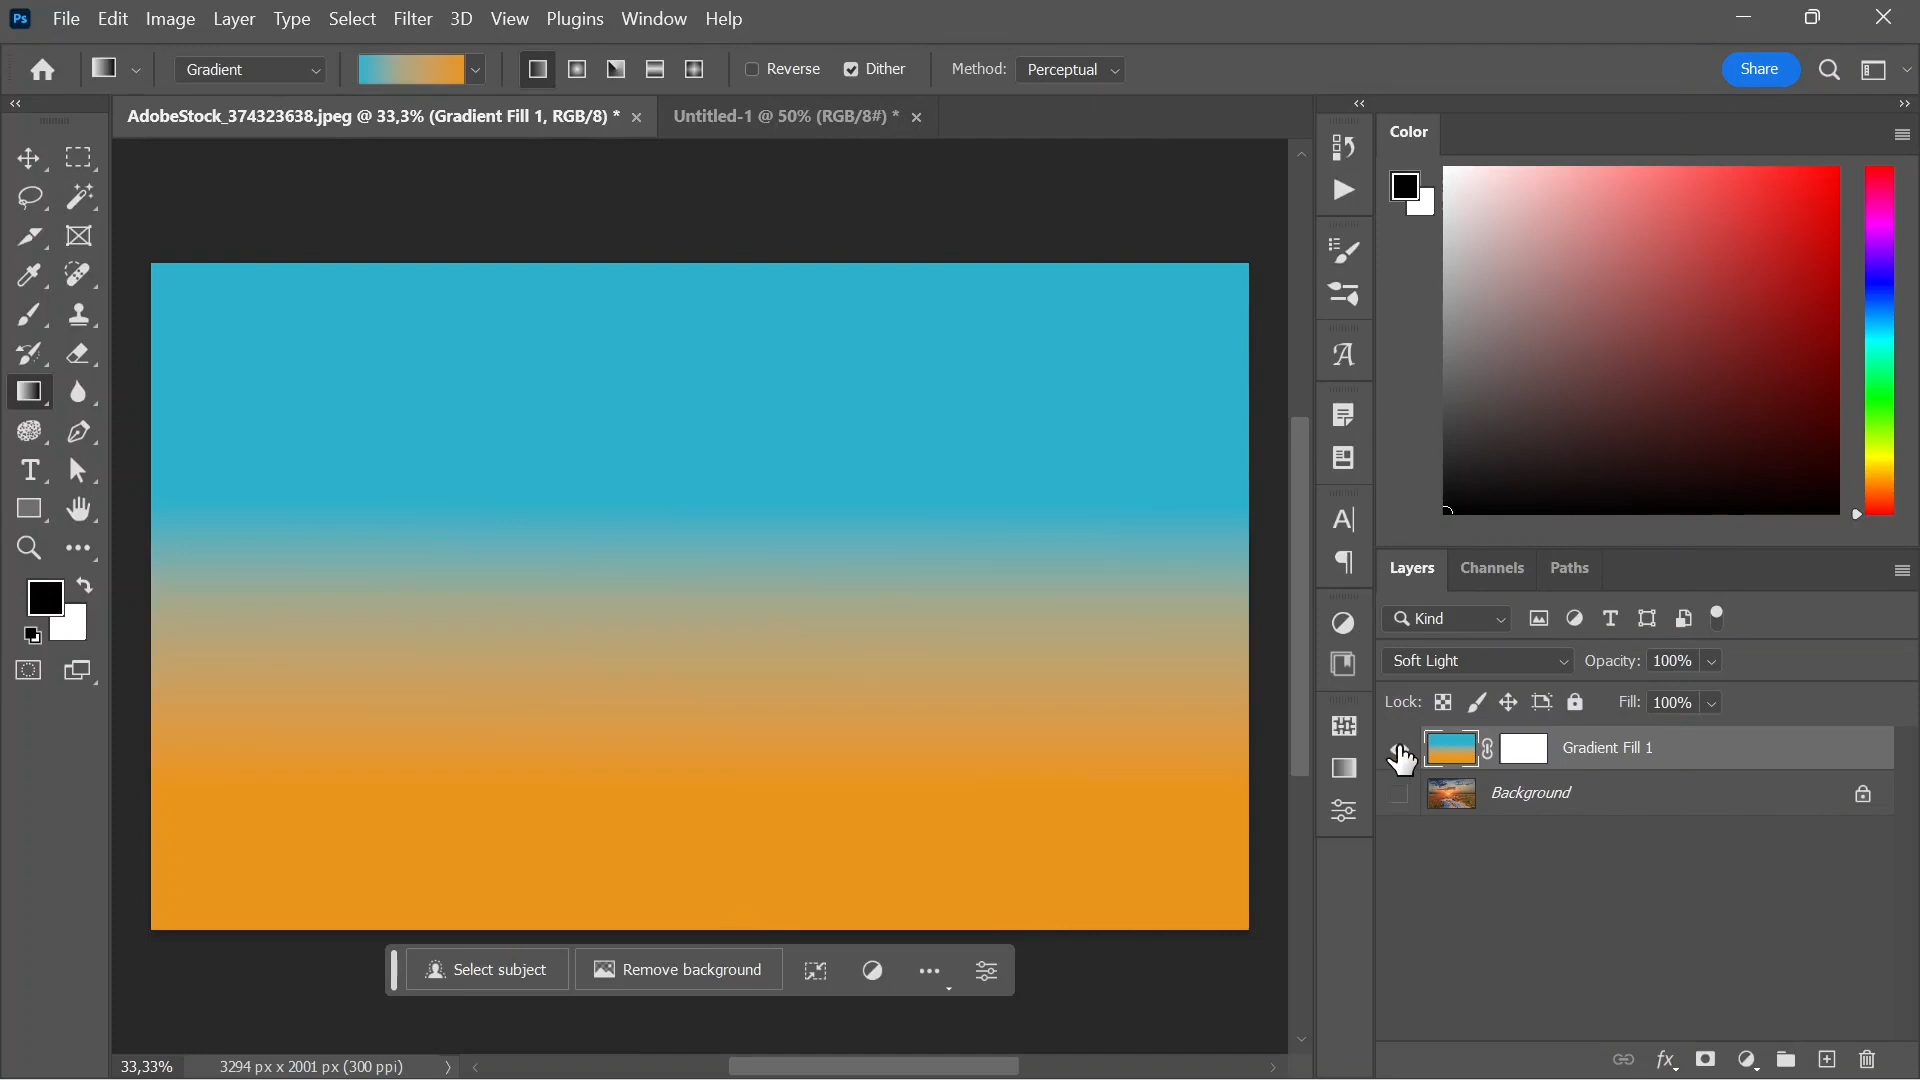 Ps File Edit Image Layer Type Select Filter 3D View Plugins Window Help
Gradient Reverse Dither Method: Perceptual Share
AdobeStock_374323638.jpeg @ 33,3% (Gradient Fill 1, RGB/8) * Untitled-1 @ 50% (RGB/8#) *
Color
Layers Channels Paths
Kind
Soft Light Opacity: 100%
Lock: Fill: 100%
Gradient Fill 1
Background
Select subject Remove background
33,33% 3294 px x 2001 px (300 ppi)